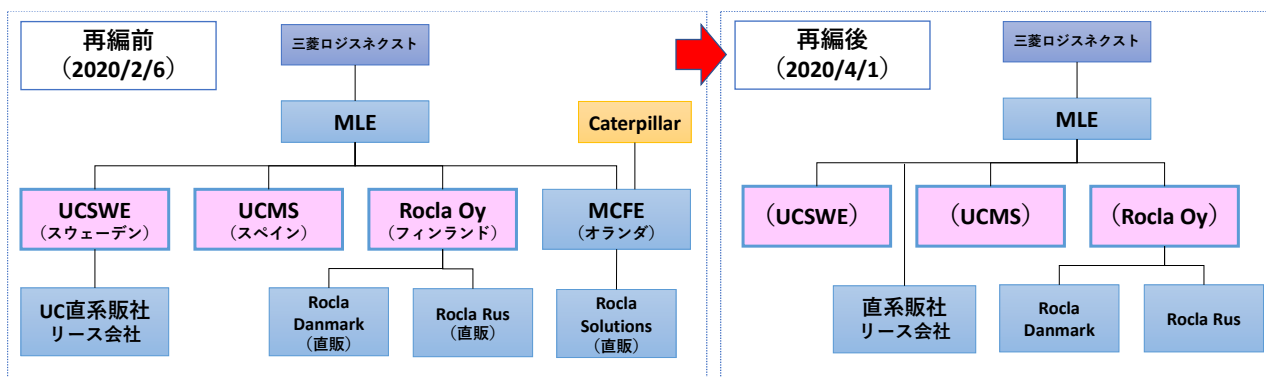 再編前
（2020/2/6）
三菱ロジスネクスト
MLE
Caterpillar
UCSWE
（スウェーデン）
UCMS
（スペイン）
Rocla Oy
（フィンランド）
MCFE
（オランダ）
UC直系販社
リース会社
Rocla
Danmark
（直販）
Rocla Rus
（直販）
Rocla
Solutions
（直販）
再編後
（2020/4/1）
三菱ロジスネクスト
MLE
（UCSWE）
（UCMS）
（Rocla Oy）
直系販社
リース会社
Rocla
Danmark
Rocla Rus